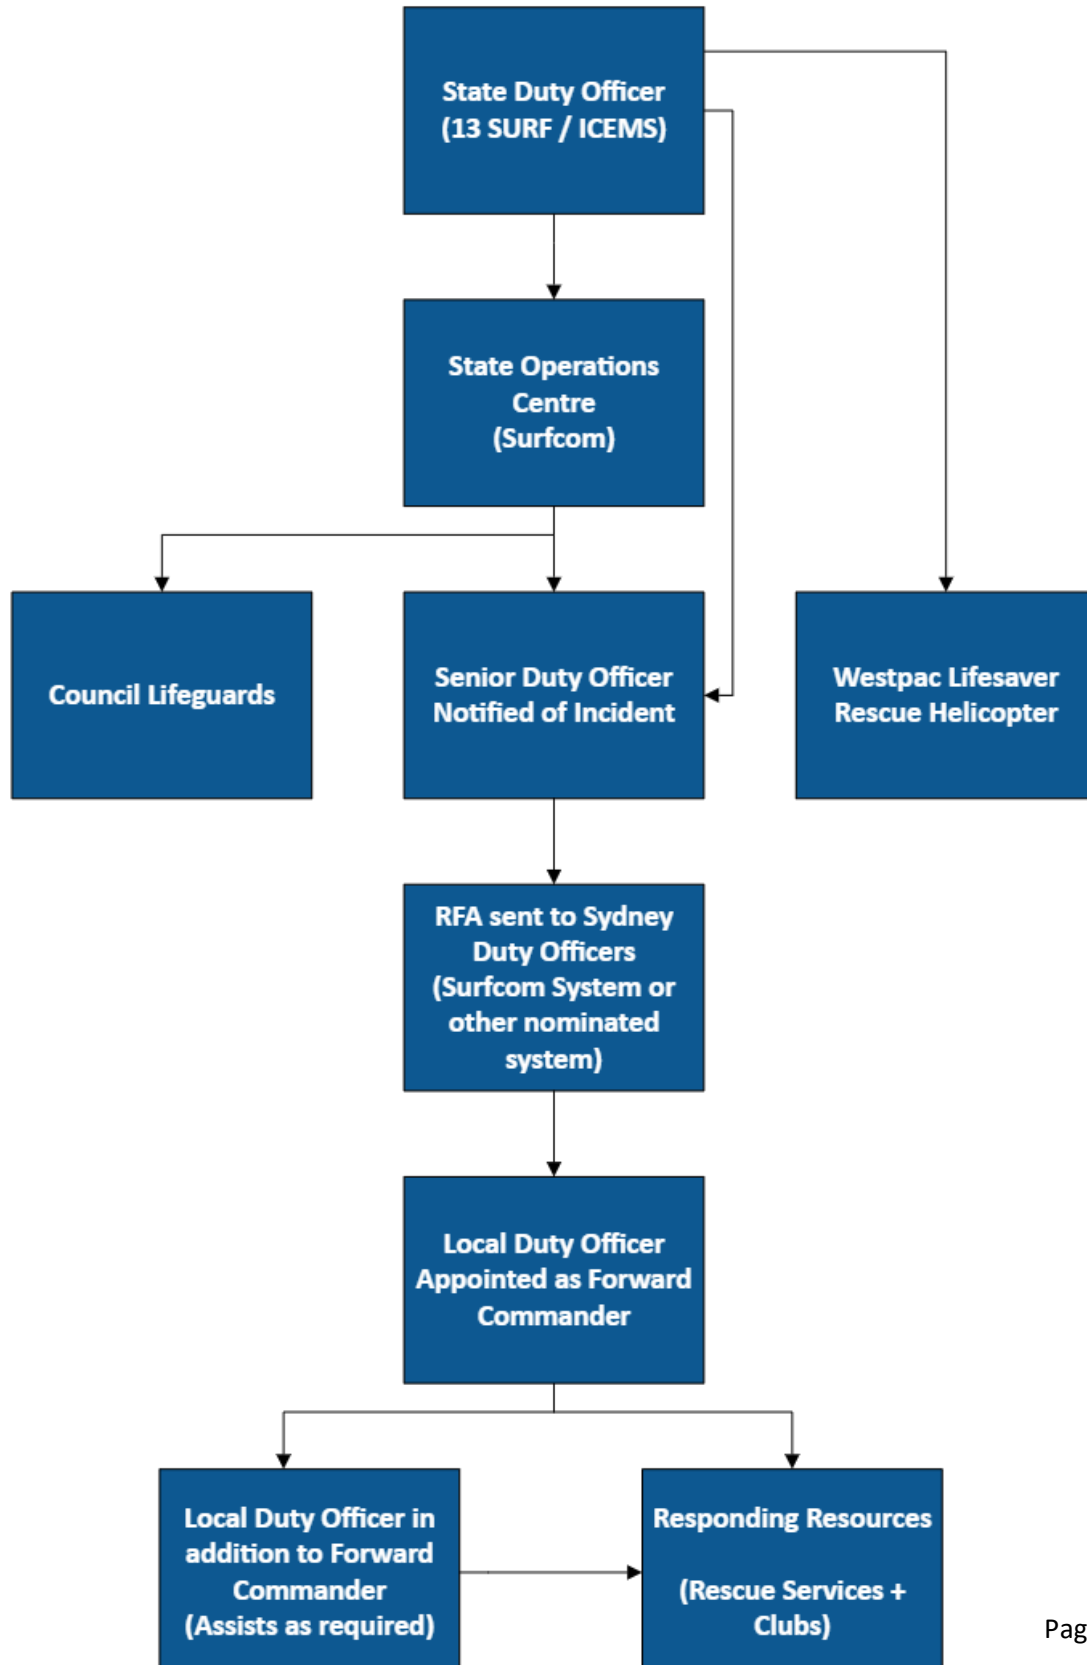 State Duty Officer
(13 SURF / ICEMS)
State Operations
Centre
(Surfcom)
Council Lifeguards
Senior Duty Officer
Notified of Incident
Westpac Lifesaver
Rescue Helicopter
RFA sent to Sydney
Duty Officers
(Surfcom System or
other nominated
system)
Local Duty Officer
Appointed as Forward
Commander
Local Duty Officer in
addition to Forward
Commander
(Assists as required)
Responding Resources
(Rescue Services +
Clubs)
Pag